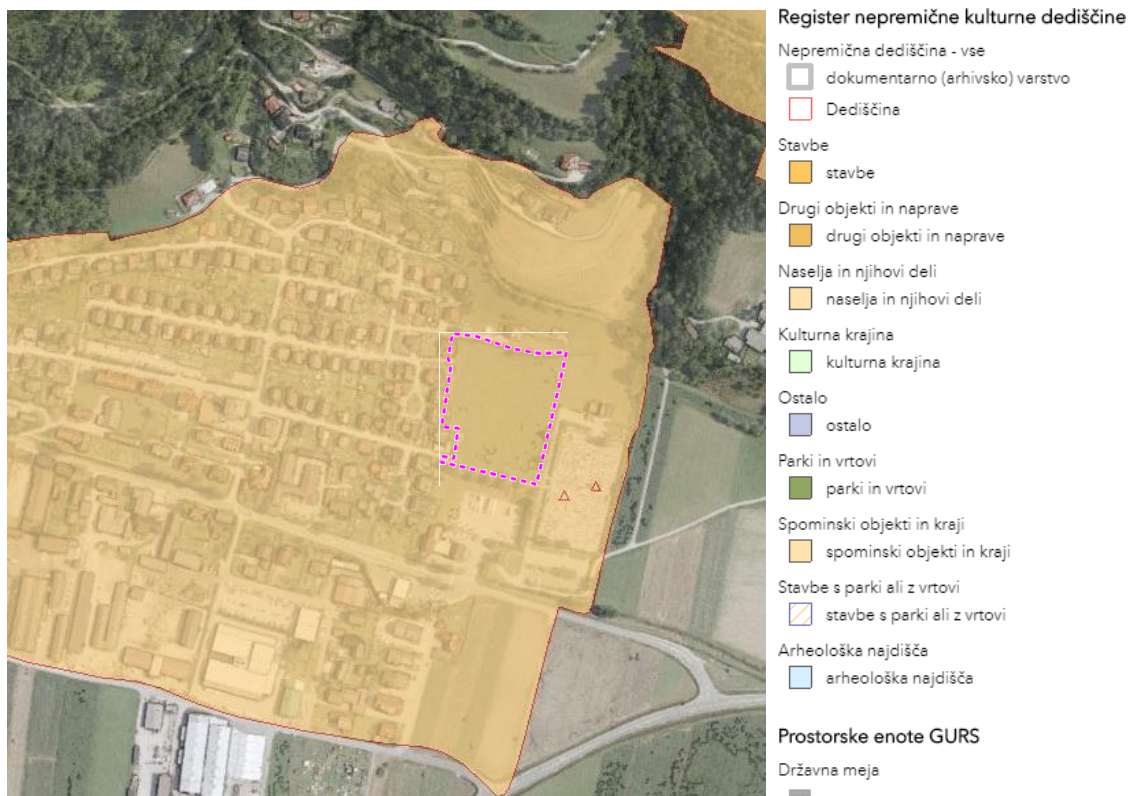 Register nepremične kulturne dediščine
Nepremična dediščina - vse
dokumentarno (arhivsko) varstvo
Dediščina
Stavbe
stavbe
Drugi objekti in naprave
drugi objekti in naprave
Naselja in njihovi deli
naselja in njihovi deli
Kulturna krajina
kulturna krajina
Ostalo
ostalo
Parki in vrtovi
parki in vrtovi
Spominski objekti in kraji
spominski objekti in kraji
Stavbe s parki ali z vrtovi
stavbe s parki ali z vrtovi
Arheološka najdišča
arheološka najdišča
Prostorske enote GURS
Državna meja